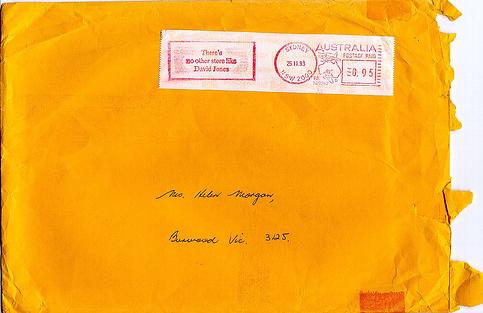 There's
no other store like
David Jones
SYDNEY
25.11.93
NSW 2000
AUSTRALIA
POSTAGE PAID
=0.95
Ms. Helen Morgan,
Burwood Vic. 3125.